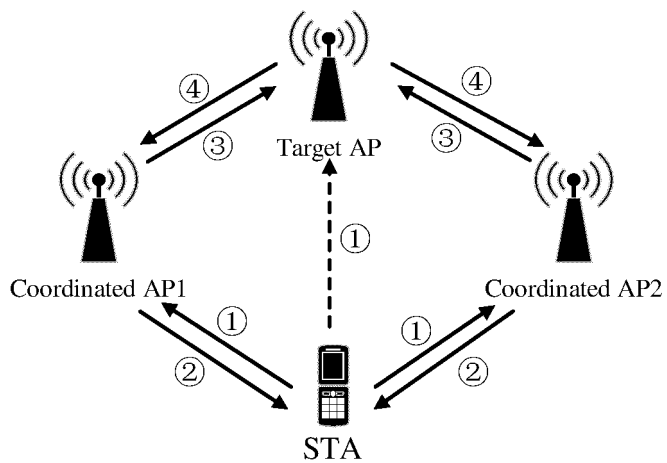 ④ ④
③ ③
Target AP
①
Coordinated AP1 Coordinated AP2
① ①
② ②
STA